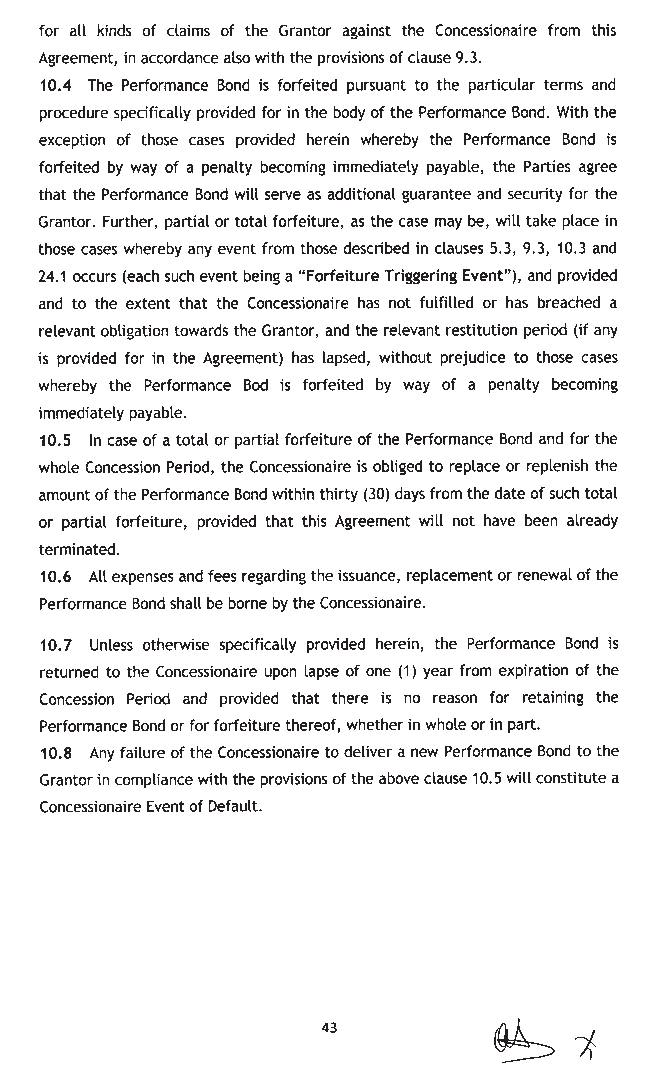 for all kinds of claims of the Grantor against the Concessionaire from this
Agreement, in accordance also with the provisions of clause 9.3.
10.4 The Performance Bond is forfeited pursuant to the particular terms and
procedure specifically provided for in the body of the Performance Bond. With the
exception of those cases provided herein whereby the Performance Bond is
forfeited by way of a penalty becoming immediately payable, the Parties agree
that the Performance Bond will serve as additional guarantee and security for the
Grantor. Further, partial or total forfeiture, as the case may be, will take place in
those cases whereby any event from those described in clauses 5.3, 9.3, 10.3 and
24.1 occurs (each such event being a “Forfeiture Triggering Event”), and provided
and to the extent that the Concessionaire has not fulfilled or has breached a
relevant obligation towards the Grantor, and the relevant restitution period (if any
is provided for in the Agreement) has lapsed, without prejudice to those cases
whereby the Performance Bod is forfeited by way of a penalty becoming
immediately payable.
10.5 In case of a total or partial forfeiture of the Performance Bond and for the
whole Concession Period, the Concessionaire is obliged to replace or replenish the
amount of the Performance Bond within thirty (30) days from the date of such total
or partial forfeiture, provided that this Agreement will not have been already
terminated.
10.6 All expenses and fees regarding the issuance, replacement or renewal of the
Performance Bond shall be borne by the Concessionaire.
10.7 Unless otherwise specifically provided herein, the Performance Bond is
returned to the Concessionaire upon lapse of one (1) year from expiration of the
Concession Period and provided that there is no reason for retaining the
Performance Bond or for forfeiture thereof, whether in whole or in part.
10.8 Any failure of the Concessionaire to deliver a new Performance Bond to the
Grantor in compliance with the provisions of the above clause 10.5 will constitute a
Concessionaire Event of Default.
43